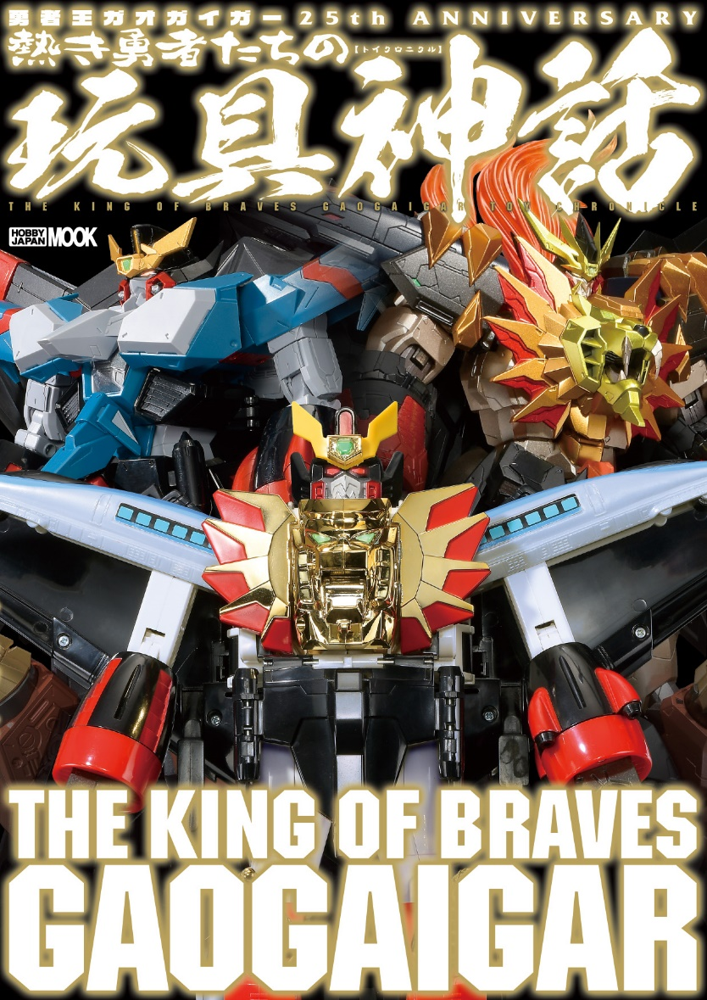 勇者王ガオガイガー 25th ANNIVERSARY
熱き勇者たちの
【トイクロニクル】
玩具神話
THE KING OF BRAVES GAOGAIGAR TOY CHRONICLE
HOBBY
JAPAN MOOK
THE KING OF BRAVES
GAOGAIGAR